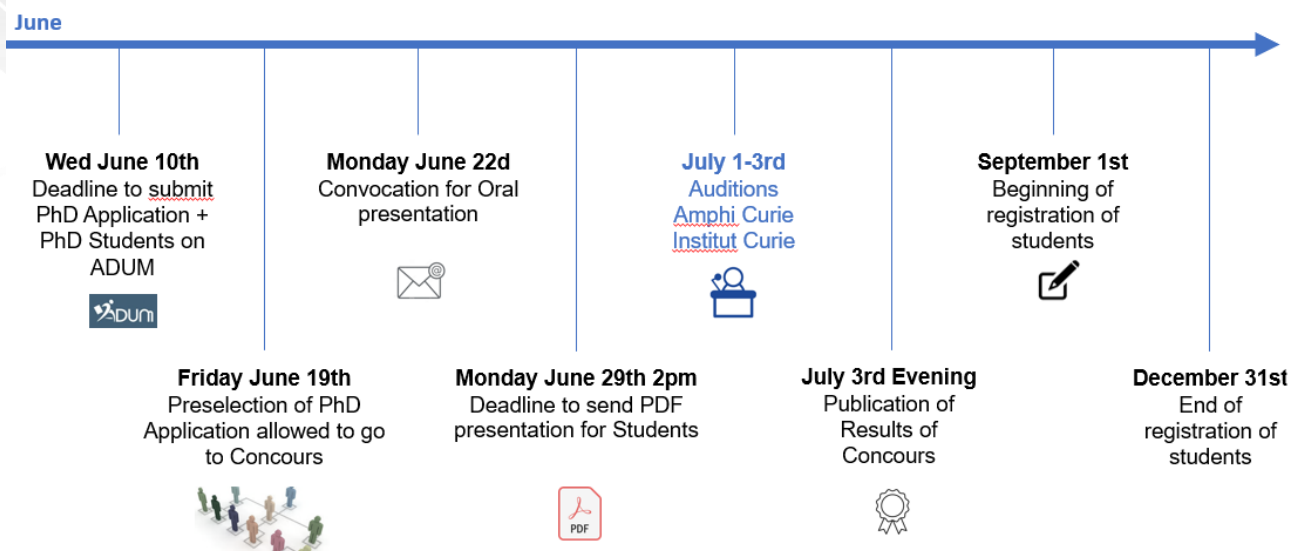 June
Wed June 10th
Deadline to submit
PhD Application +
PhD Students on
ADUM
ADUM
Monday June 22d
Convocation for Oral
presentation
@
July 1-3rd
Auditions
Amphi Curie
Institut Curie
September 1st
Beginning of
registration of
students
Friday June 19th
Preselection of PhD
Application allowed to go
to Concours
Monday June 29th 2pm
Deadline to send PDF
presentation for Students
PDF
July 3rd Evening
Publication of
Results of
Concours
December 31st
End of
registration of
students